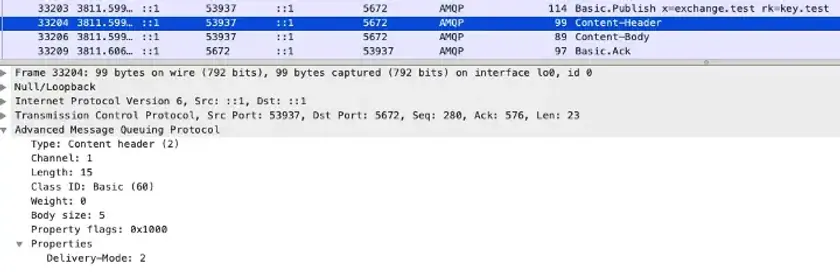 33203 3811.599… ::1 53937 ::1 5672 AMQP 114 Basic.Publish x=exchange.test rk=key.test
33204 3811.599… ::1 53937 ::1 5672 AMQP 99 Content-Header
33206 3811.599… ::1 53937 ::1 5672 AMQP 89 Content-Body
33209 3811.606… ::1 5672 ::1 53937 AMQP 97 Basic.Ack
Frame 33204: 99 bytes on wire (792 bits), 99 bytes captured (792 bits) on interface lo0, id 0
Null/Loopback
Internet Protocol Version 6, Src: ::1, Dst: ::1
Transmission Control Protocol, Src Port: 53937, Dst Port: 5672, Seq: 280, Ack: 576, Len: 23
Advanced Message Queuing Protocol
Type: Content header (2)
Channel: 1
Length: 15
Class ID: Basic (60)
Weight: 0
Body size: 5
Property flags: 0x1000
Properties
Delivery-Mode: 2